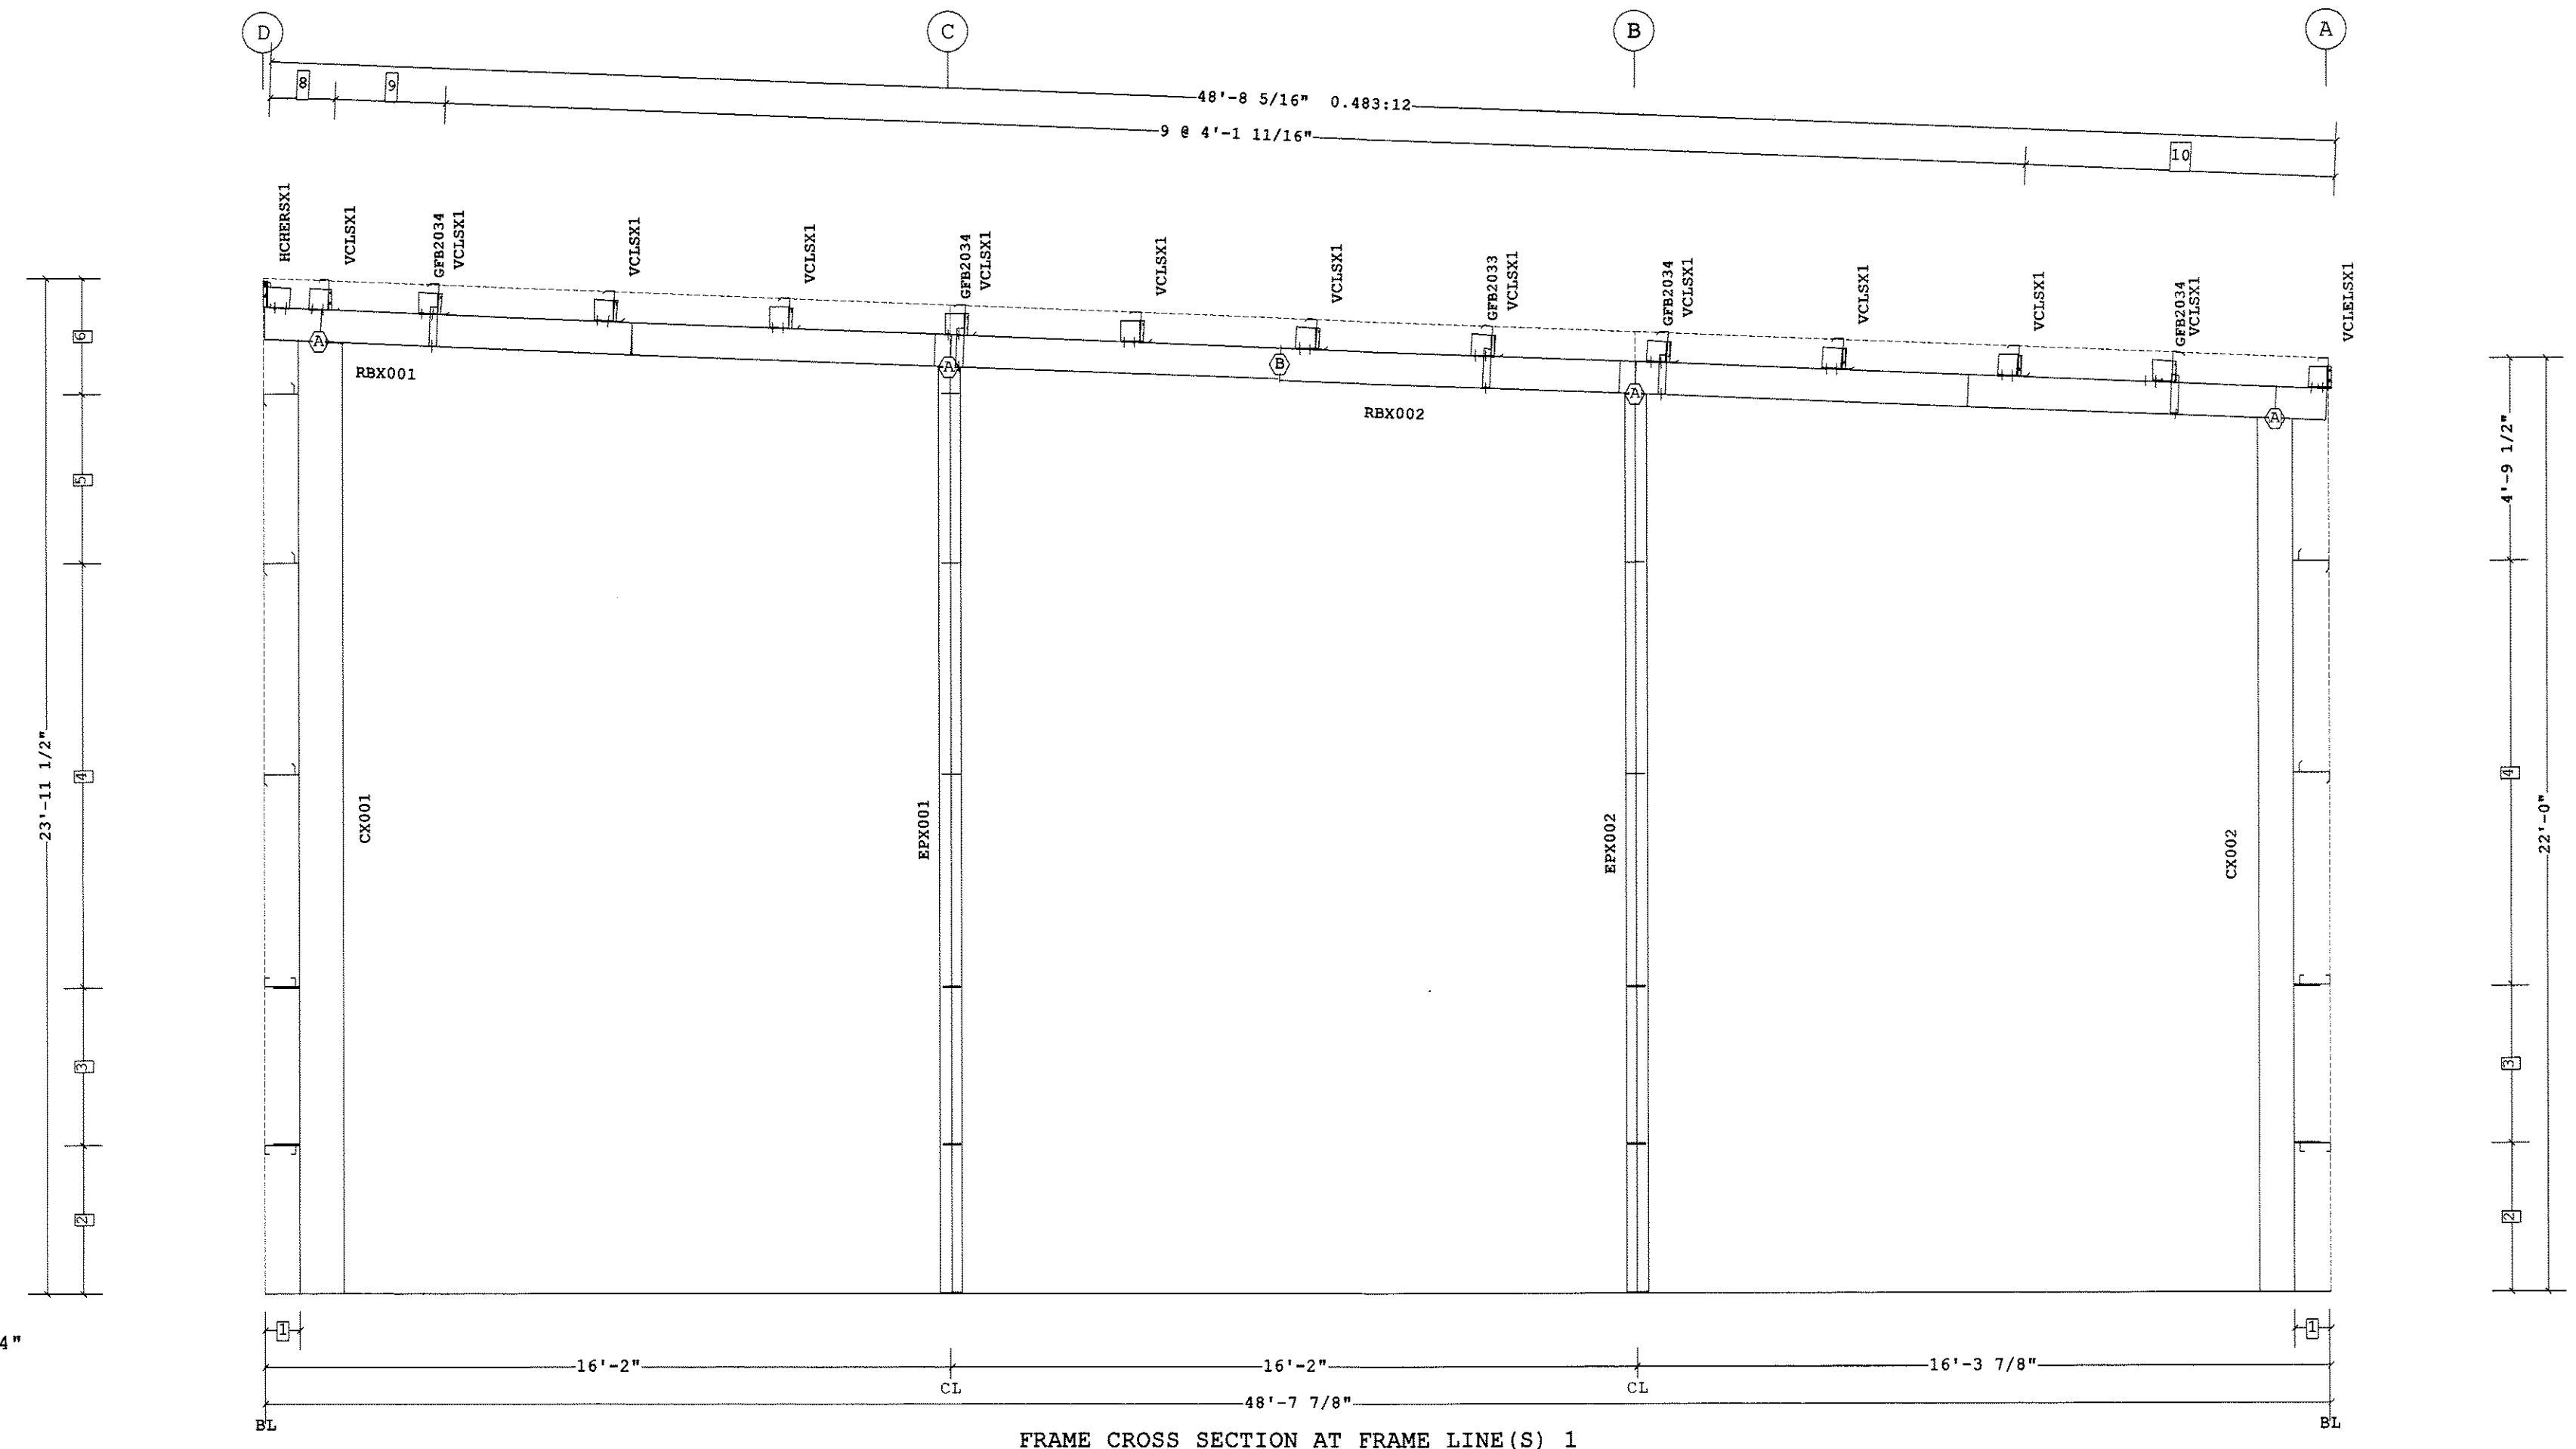 D C B A
8 9
48'-8 5/16" 0.483:12
9 @ 4'-1 11/16"
10
HCHERSX1
VCLSX1
GFB2034
VCLSX1
VCLSX1
VCLSX1
GFB2034
VCLSX1
VCLSX1
VCLSX1
GFB2033
VCLSX1
GFB2034
VCLSX1
VCLSX1
VCLSX1
GFB2034
VCLSX1
VCLELSX1
A
A
B
A
A
RBX001
RBX002
23'-11 1/2"
6
5
4
3
2
CX001
EPX001
EPX002
CX002
4'-9 1/2"
4
3
2
22'-0"
4"
1
1
16'-2" 16'-2" 16'-3 7/8"
CL CL
48'-7 7/8"
BL BL
FRAME CROSS SECTION AT FRAME LINE(S) 1